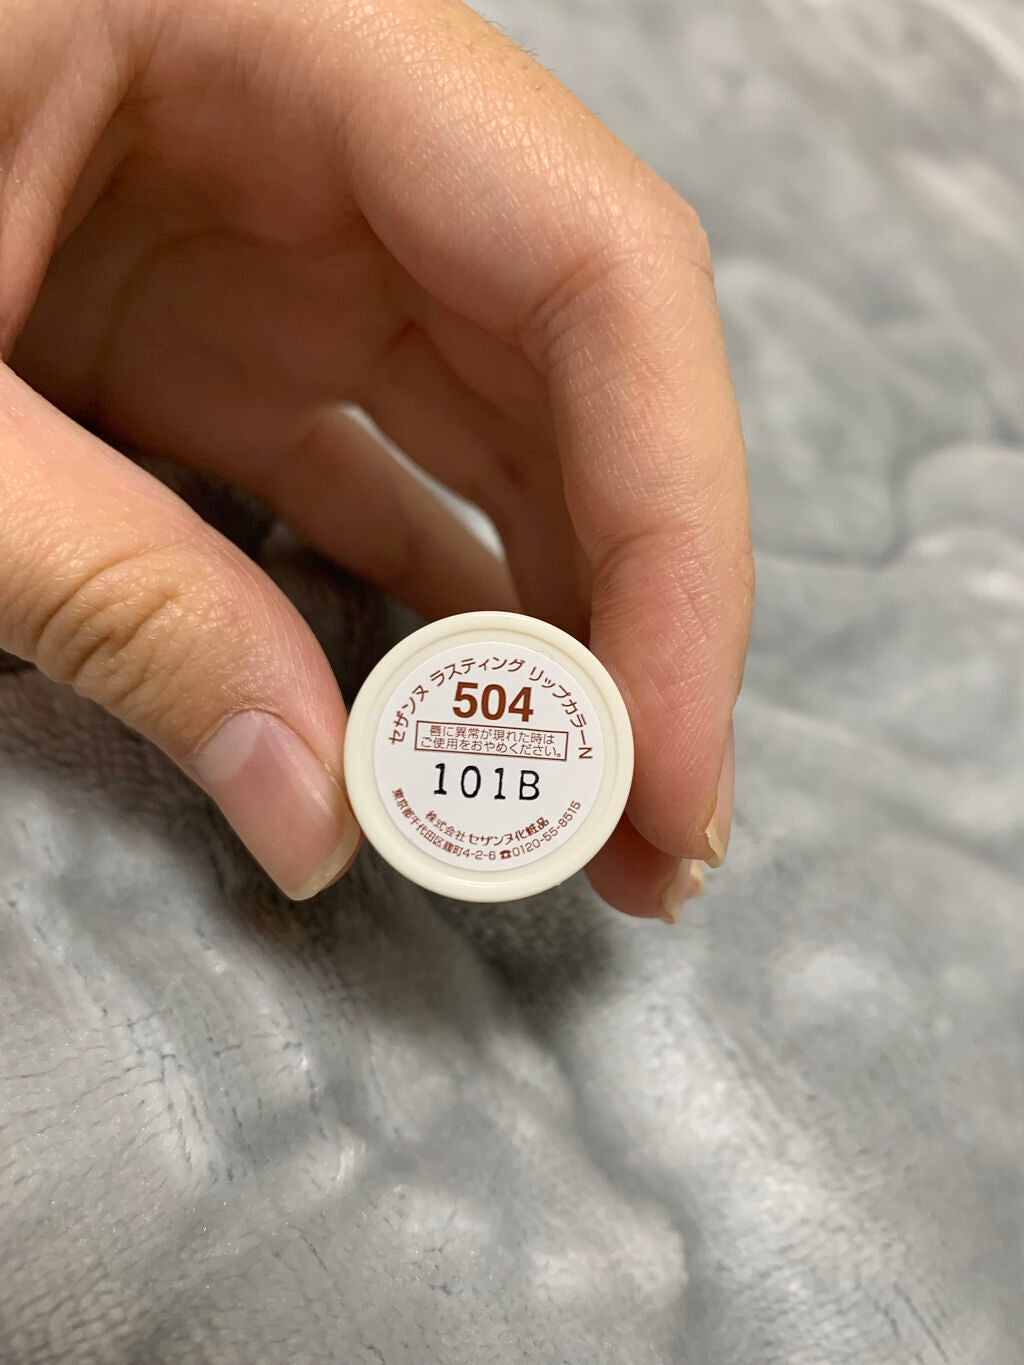 セザンヌ ラスティング リップカラーN
504
唇に異常が現れた時は
ご使用をおやめください。
101B
株式会社 セザンヌ化粧品
東京都千代田区麹町4-2-6 ☎0120-55-8515